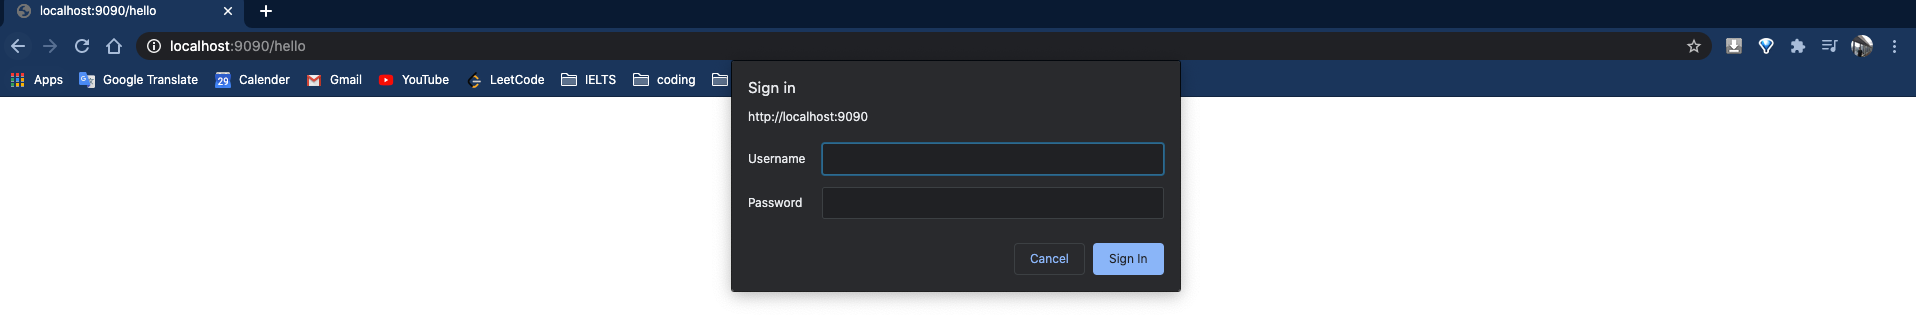 localhost:9090/hello
localhost:9090/hello
Apps Google Translate 29 Calender Gmail YouTube LeetCode IELTS coding
Sign in
http://localhost:9090
Username
Password
Cancel Sign In